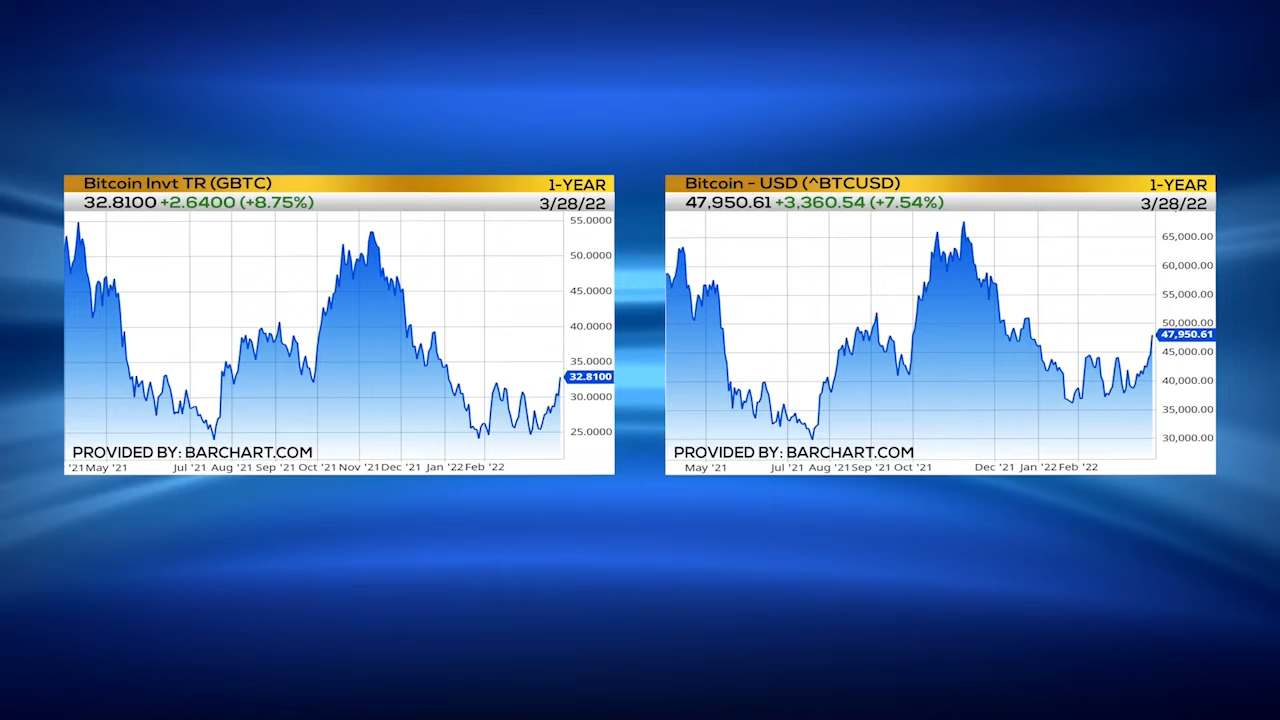 Bitcoin Invt TR (GBTC)
1-YEAR
32.8100 +2.6400 (+8.75%)
3/28/22
55.0000
50.0000
45.0000
40.0000
35.0000
32.8100
30.0000
25.0000
PROVIDED BY: BARCHART.COM
'21 May '21 Jul '21 Aug '21 Sep '21 Oct '21 Nov '21 Dec '21 Jan '22 Feb '22
Bitcoin - USD (^BTCUSD)
1-YEAR
47,950.61 +3,360.54 (+7.54%)
3/28/22
65,000.00
60,000.00
55,000.00
50,000.00
47,950.61
45,000.00
40,000.00
35,000.00
30,000.00
PROVIDED BY: BARCHART.COM
May '21 Jul '21 Aug '21 Sep '21 Oct '21 Dec '21 Jan '22 Feb '22